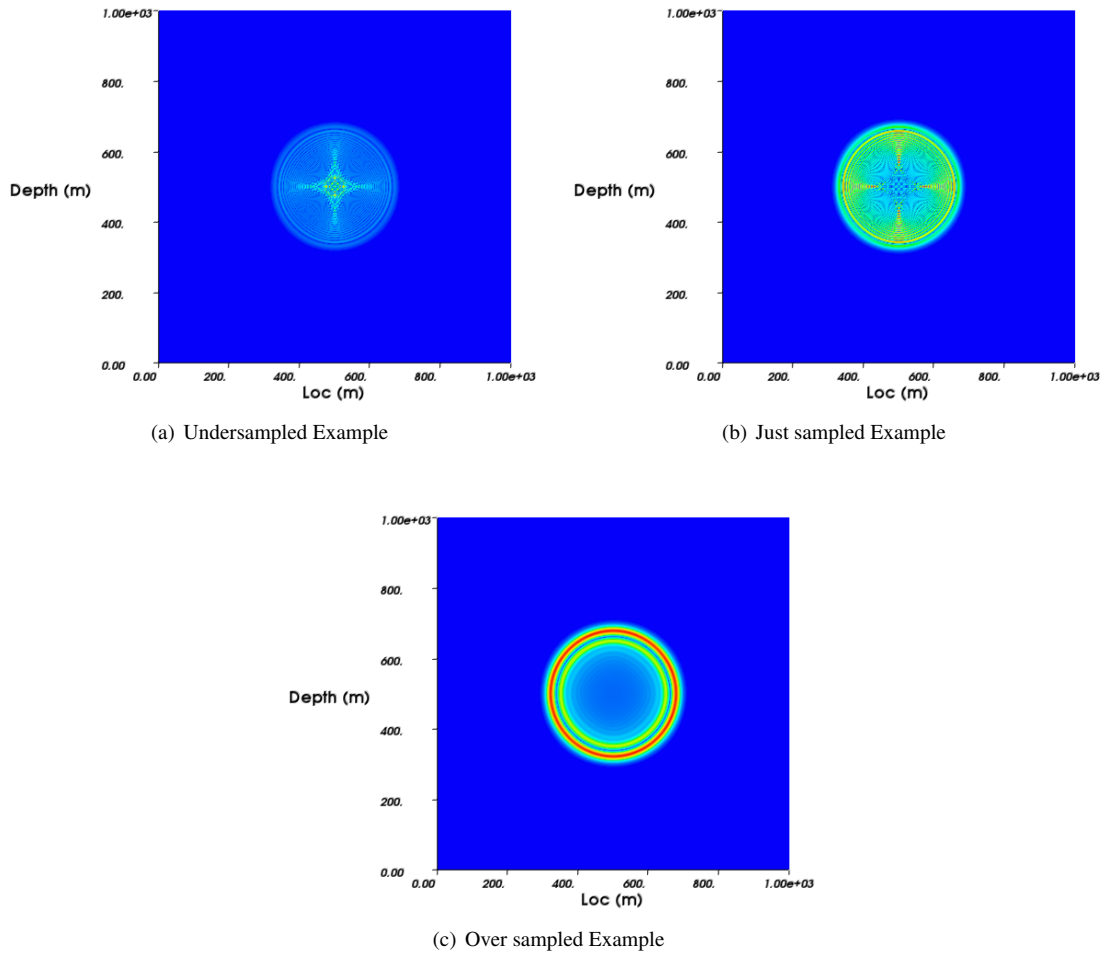 1.00e+03
800.
600.
Depth (m)
400.
200.
0.00
0.00 200. 400. 600. 800. 1.00e+03
Loc (m)
(a) Undersampled Example
1.00e+03
800.
600.
Depth (m)
400.
200.
0.00
0.00 200. 400. 600. 800. 1.00e+03
Loc (m)
(b) Just sampled Example
1.00e+03
800.
600.
Depth (m)
400.
200.
0.00
0.00 200. 400. 600. 800. 1.00e+03
Loc (m)
(c) Over sampled Example